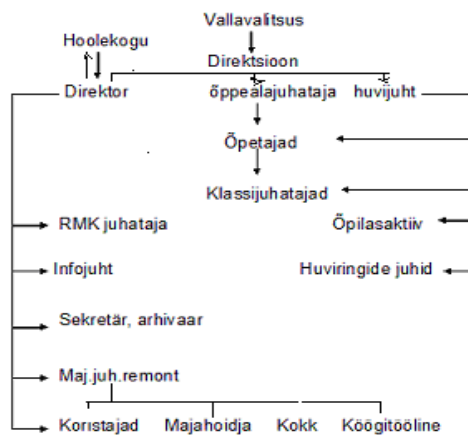 Vallavalitsus
Hoolekogu
Direktsioon
Direktor õppealajuhataja huvijuht
Õpetajad
Klassijuhatajad
RMK juhataja Õpilasaktiiv
Infojuht Huviringide juhid
Sekretär, arhivaar
Maj.juh.remont
Koristajad Majahoidja Kokk Köögitööline